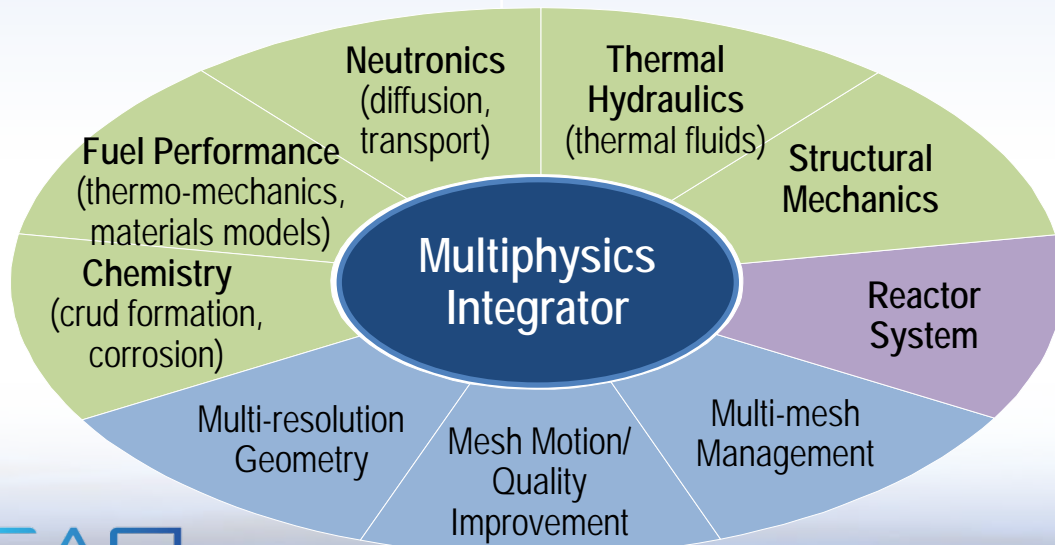 Neutronics
(diffusion,
transport)
Thermal
Hydraulics
(thermal fluids)
Structural
Mechanics
Reactor
System
Multi-mesh
Management
Mesh Motion/
Quality
Improvement
Multi-resolution
Geometry
Chemistry
(crud formation,
corrosion)
Fuel Performance
(thermo-mechanics,
materials models)
Multiphysics
Integrator